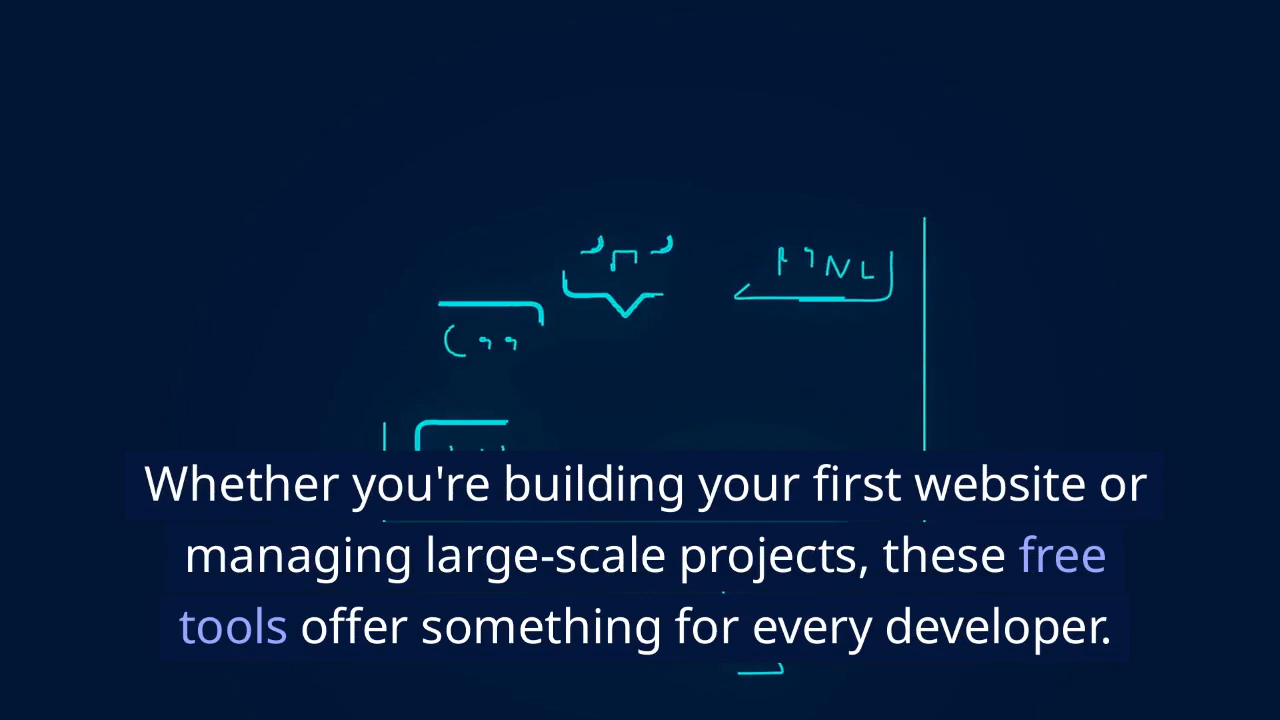 Whether you're building your first website or
managing large-scale projects, these free
tools offer something for every developer.